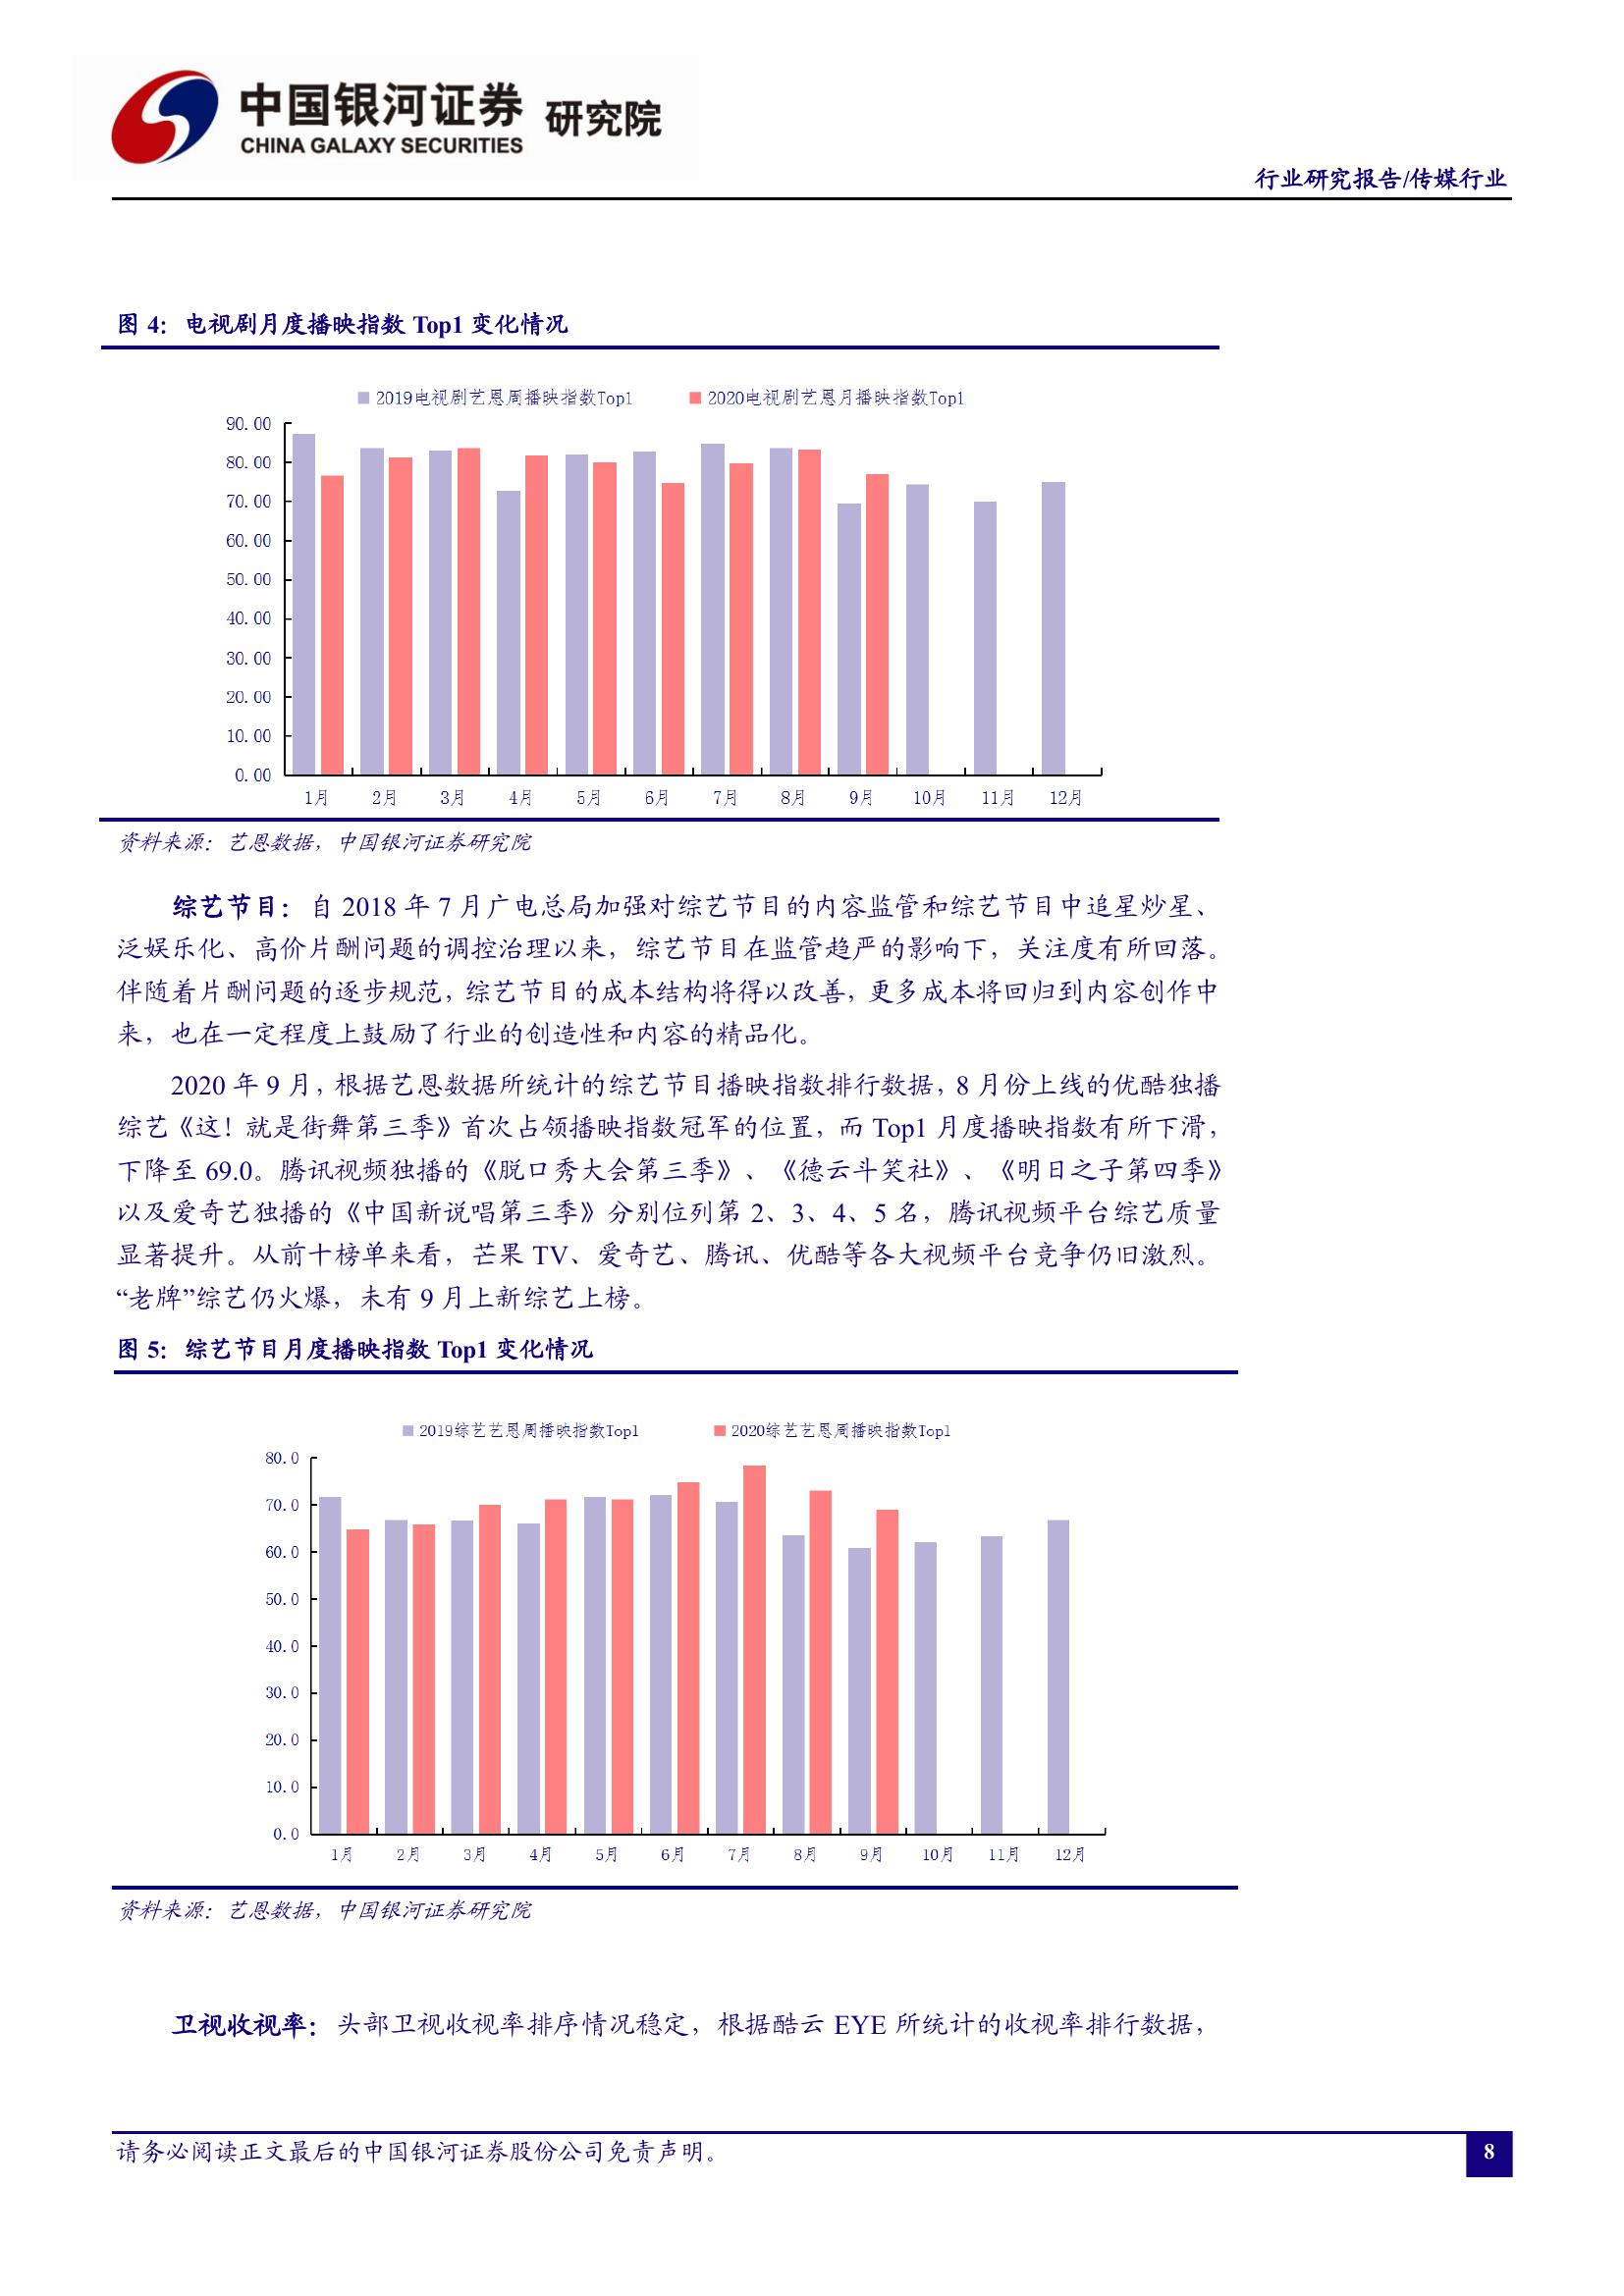 中国银河证券 研究院
CHINA GALAXY SECURITIES
行业研究报告/传媒行业
图 4：电视剧月度播映指数 Top1 变化情况
2019电视剧艺恩周播映指数Top1 2020电视剧艺恩月播映指数Top1
90.00
80.00
70.00
60.00
50.00
40.00
30.00
20.00
10.00
0.00
1月 2月 3月 4月 5月 6月 7月 8月 9月 10月 11月 12月
资料来源：艺恩数据，中国银河证券研究院
综艺节目：自 2018 年 7 月广电总局加强对综艺节目的内容监管和综艺节目中追星炒星、
泛娱乐化、高价片酬问题的调控治理以来，综艺节目在监管趋严的影响下，关注度有所回落。
伴随着片酬问题的逐步规范，综艺节目的成本结构将得以改善，更多成本将回归到内容创作中
来，也在一定程度上鼓励了行业的创造性和内容的精品化。
2020 年 9 月，根据艺恩数据所统计的综艺节目播映指数排行数据，8 月份上线的优酷独播
综艺《这！就是街舞第三季》首次占领播映指数冠军的位置，而 Top1 月度播映指数有所下滑，
下降至 69.0。腾讯视频独播的《脱口秀大会第三季》、《德云斗笑社》、《明日之子第四季》
以及爱奇艺独播的《中国新说唱第三季》分别位列第 2、3、4、5 名，腾讯视频平台综艺质量
显著提升。从前十榜单来看，芒果 TV、爱奇艺、腾讯、优酷等各大视频平台竞争仍旧激烈。
“老牌”综艺仍火爆，未有 9 月上新综艺上榜。
图 5：综艺节目月度播映指数 Top1 变化情况
2019综艺艺恩周播映指数Top1 2020综艺艺恩周播映指数Top1
80.0
70.0
60.0
50.0
40.0
30.0
20.0
10.0
0.0
1月 2月 3月 4月 5月 6月 7月 8月 9月 10月 11月 12月
资料来源：艺恩数据，中国银河证券研究院
卫视收视率：头部卫视收视率排序情况稳定，根据酷云 EYE 所统计的收视率排行数据，
请务必阅读正文最后的中国银河证券股份公司免责声明。
8